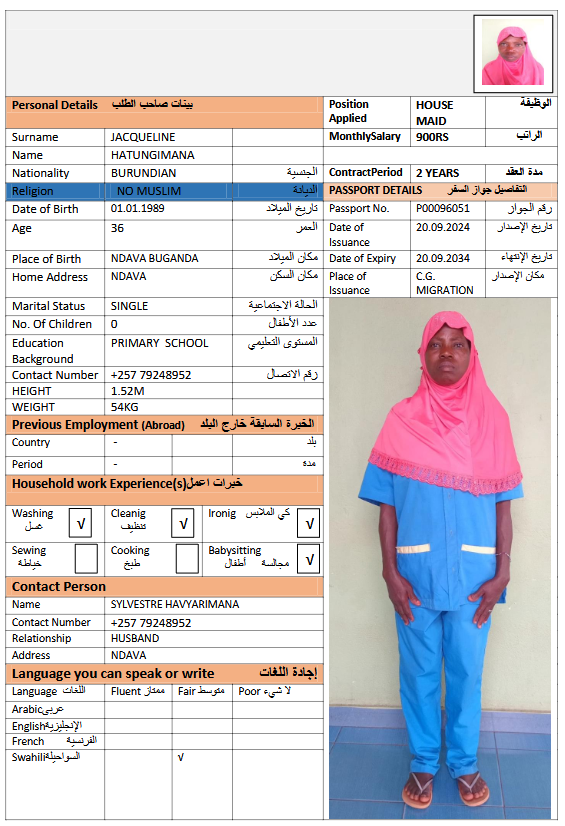 Personal Details بينات صاحب الطلب
Position Applied HOUSE MAID الوظيفة
Surname JACQUELINE
MonthlySalary 900RS الراتب
Name HATUNGIMANA
Nationality BURUNDIAN الجنسية
ContractPeriod 2 YEARS مدة العقد
Religion NO MUSLIM الديانة
PASSPORT DETAILS التفاصيل جواز السفر
Date of Birth 01.01.1989 تاريخ الميلاد
Passport No. P00096051 رقم الجواز
Age 36 العمر
Date of Issuance 20.09.2024 تاريخ الإصدار
Place of Birth NDAVA BUGANDA مكان الميلاد
Date of Expiry 20.09.2034 تاريخ الإنتهاء
Home Address NDAVA مكان السكن
Place of Issuance C.G. MIGRATION مكان الإصدار
Marital Status SINGLE الحالة الاجتماعية
No. Of Children 0 عدد الأطفال
Education Background PRIMARY SCHOOL المستوى التعليمي
Contact Number +257 79248952 رقم الاتصال
HEIGHT 1.52M
WEIGHT 54KG
Previous Employment (Abroad) الخبرة السابقة خارج البلد
Country - بلد
Period - مدة
Household work Experience(s) خبرات اعمل
Washing غسل √ Cleanig تنظيف √ Ironig كي الملابس √
Sewing خياطة Cooking طبخ Babysitting مجالسة أطفال √
Contact Person
Name SYLVESTRE HAVYARIMANA
Contact Number +257 79248952
Relationship HUSBAND
Address NDAVA
Language you can speak or write إجادة اللغات
Language اللغات Fluent ممتاز Fair متوسط Poor لا شيء
Arabic عربى
English الإنجليزية
French الفرنسية
Swahili السواحيلة √